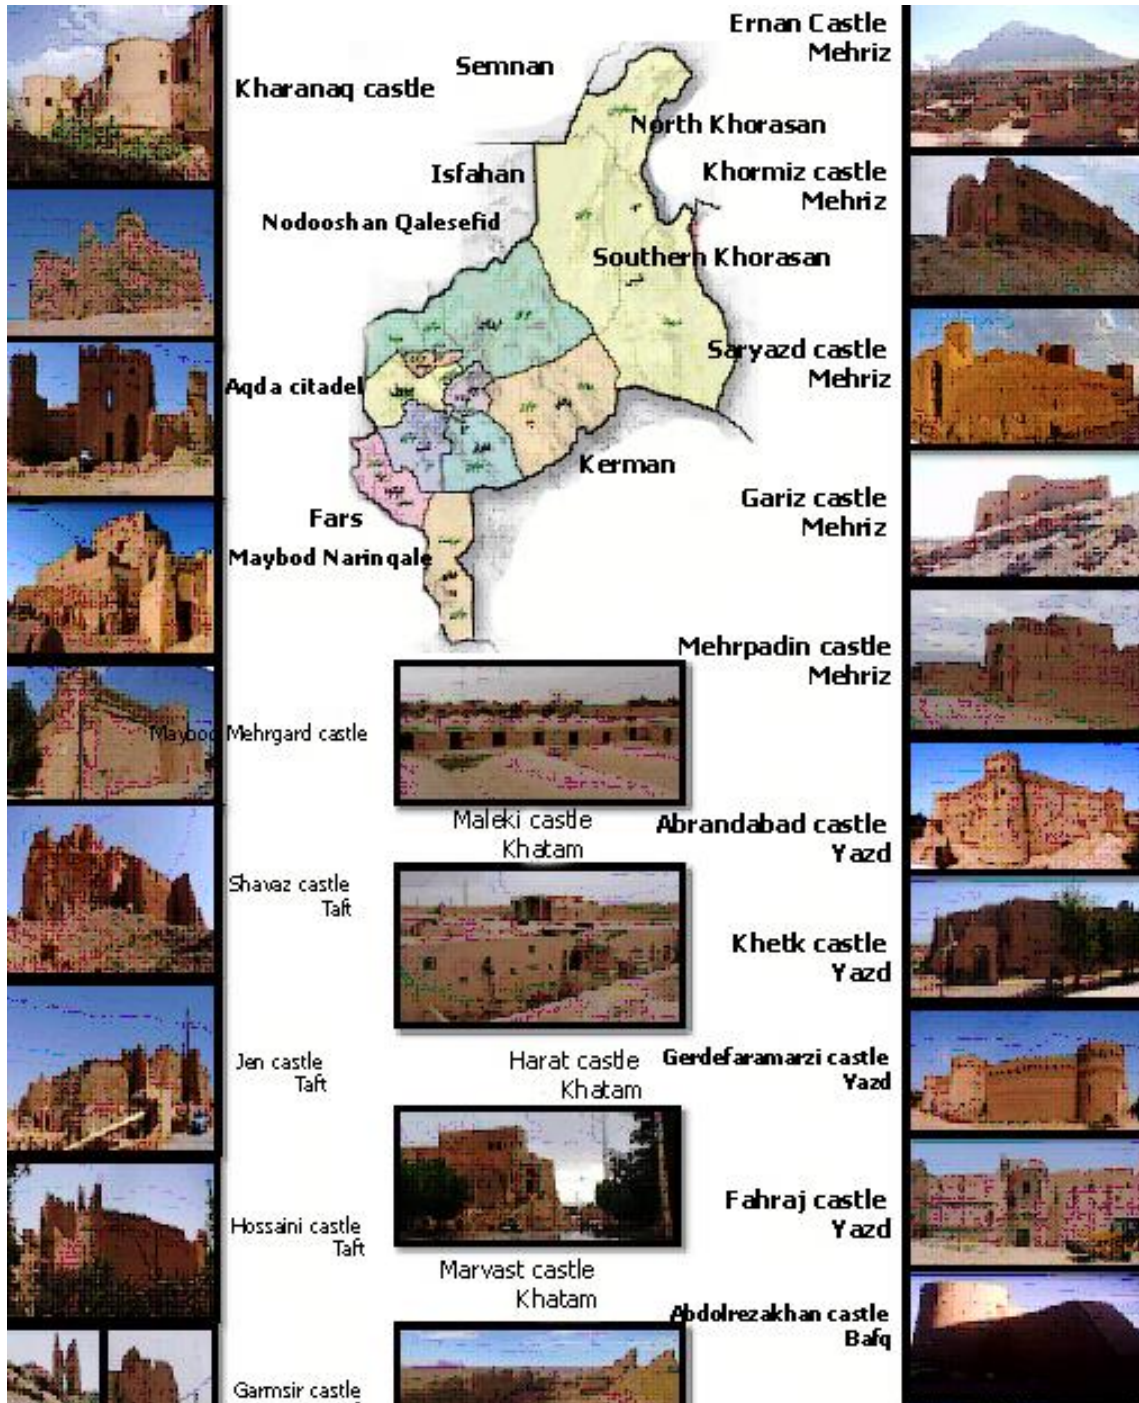 Kharanaq castle
Nodooshan Qalesefid
Aqda citadel
Maybod Narinqale
Maybod Mehrgard castle
Shavaz castle
Taft
Jen castle
Taft
Hossaini castle
Taft
Garmsir castle
Semnan
North Khorasan
Isfahan
Southern Khorasan
Kerman
Fars
Maleki castle
Khatam
Harat castle
Khatam
Marvast castle
Khatam
Ernan Castle
Mehriz
Khormiz castle
Mehriz
Saryazd castle
Mehriz
Gariz castle
Mehriz
Mehrpadin castle
Mehriz
Abrandabad castle
Yazd
Khetk castle
Yazd
Gerdefaramarzi castle
Yazd
Fahraj castle
Yazd
Abdolrezakhan castle
Bafq